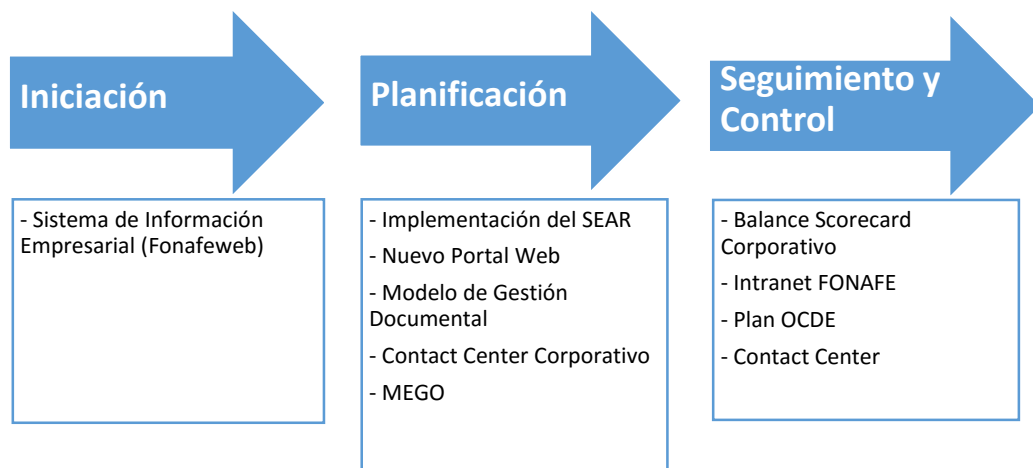 Iniciación
- Sistema de Información
Empresarial (Fonafeweb)
Planificación
- Implementación del SEAR
- Nuevo Portal Web
- Modelo de Gestión
Documental
- Contact Center Corporativo
- MEGO
Seguimiento y
Control
- Balance Scorecard
Corporativo
- Intranet FONAFE
- Plan OCDE
- Contact Center